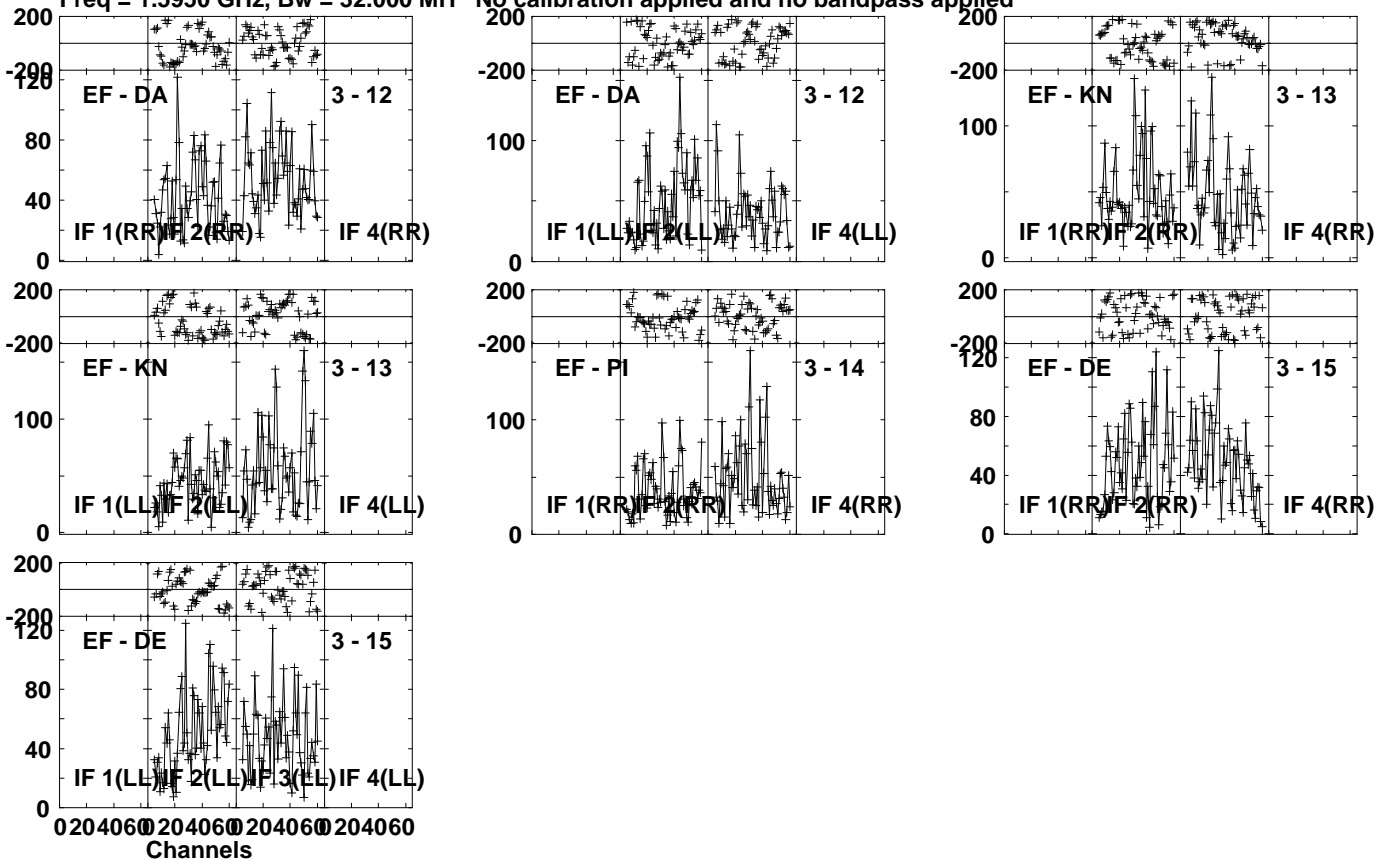 Freq = 1.5950 GHz, Bw = 32.000 MH No calibration applied and no bandpass applied
200
-200
120
80
40
0
EF - DA
3 - 12
IF 1(RR) IF 2(RR)
IF 4(RR)
200
-200
100
0
EF - DA
3 - 12
IF 1(LL) IF 2(LL)
IF 4(LL)
200
-200
100
0
EF - KN
3 - 13
IF 1(RR) IF 2(RR)
IF 4(RR)
200
-200
100
0
EF - KN
3 - 13
IF 1(LL) IF 2(LL)
IF 4(LL)
200
-200
100
0
EF - PI
3 - 14
IF 1(RR) IF 2(RR)
IF 4(RR)
200
-200
120
80
40
0
EF - DE
3 - 15
IF 1(RR) IF 2(RR)
IF 4(RR)
200
-200
120
80
40
0
EF - DE
3 - 15
IF 1(LL) IF 2(LL) IF 3(LL) IF 4(LL)
0 20 40 60 0 20 40 60 0 20 40 60 0 20 40 60
Channels